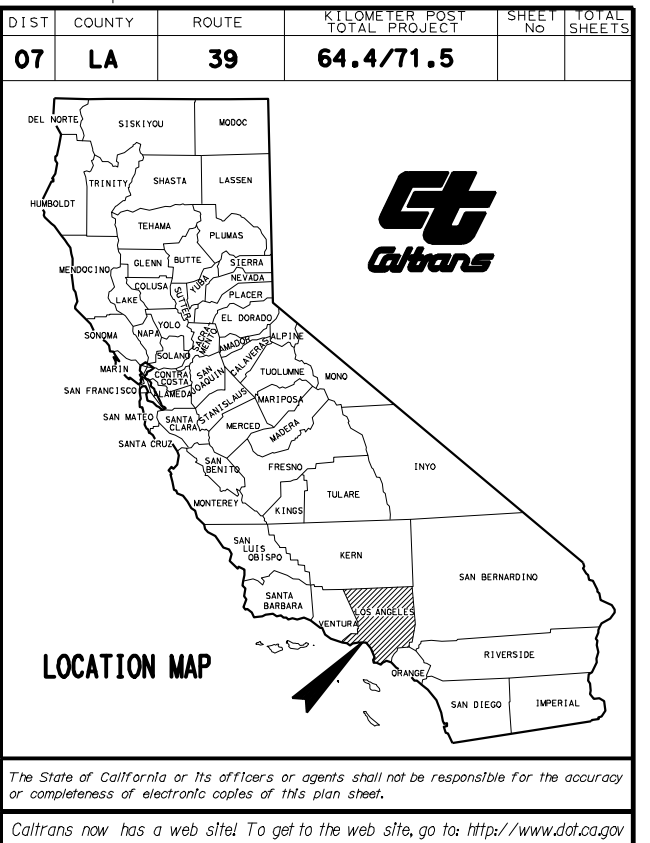 DIST COUNTY ROUTE KILOMETER POST TOTAL PROJECT SHEET No TOTAL SHEETS
07 LA 39 64.4/71.5
DEL NORTE
SISKIYOU
MODOC
TRINITY
SHASTA
LASSEN
HUMBOLDT
TEHAMA
PLUMAS
MENDOCINO
GLENN
BUTTE
SIERRA
NEVADA
COLUSA
YUBA
SUTTER
PLACER
LAKE
EL DORADO
YOLO
SONOMA
NAPA
SACRA
MENTO
AMADOR
ALPINE
SOLANO
CALAVERAS
MARIN
CONTRA
COSTA
SAN
JOAQUIN
TUOLUMNE
MONO
SAN FRANCISCO
ALAMEDA
STANISLAUS
MARIPOSA
SAN MATEO
SANTA
CLARA
MERCED
MADERA
SANTA CRUZ
SAN
BENITO
FRESNO
INYO
MONTEREY
TULARE
KINGS
SAN
LUIS
OBISPO
KERN
SAN BERNARDINO
SANTA
BARBARA
LOS ANGELES
VENTURA
RIVERSIDE
ORANGE
SAN DIEGO
IMPERIAL
Ct
Caltrans
LOCATION MAP
The State of California or its officers or agents shall not be responsible for the accuracy
or completeness of electronic copies of this plan sheet.
Caltrans now has a web site! To get to the web site, go to: http://www.dot.ca.gov